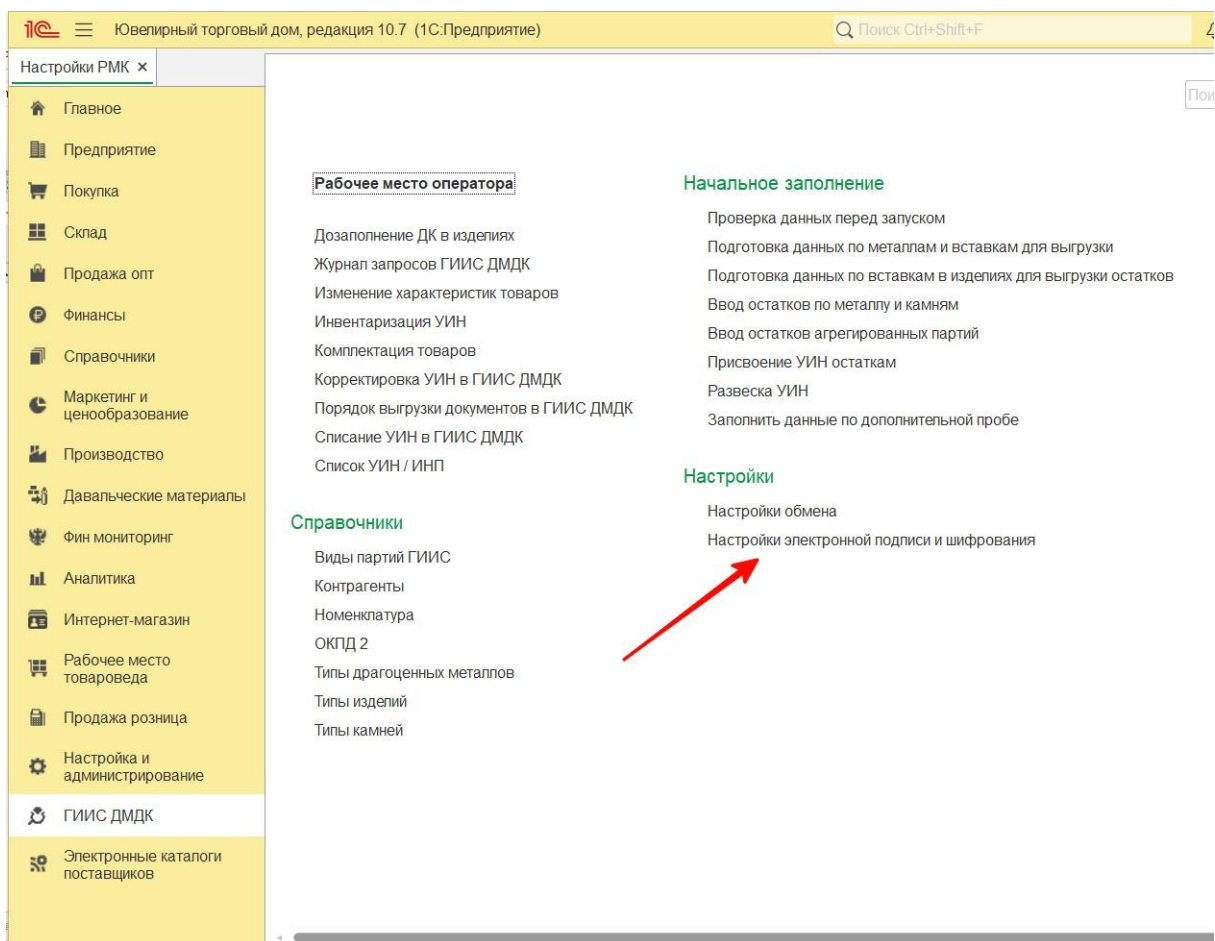 1С Ювелирный торговый дом, редакция 10.7 (1С:Предприятие)
Поиск Ctrl+Shift+F
Настройки РМК ×
Главное
Предприятие
Покупка
Склад
Продажа опт
Финансы
Справочники
Маркетинг и
ценообразование
Производство
Давальческие материалы
Фин мониторинг
Аналитика
Интернет-магазин
Рабочее место
товароведа
Продажа розница
Настройка и
администрирование
ГИИС ДМДК
Электронные каталоги
поставщиков
Рабочее место оператора
Дозаполнение ДК в изделиях
Журнал запросов ГИИС ДМДК
Изменение характеристик товаров
Инвентаризация УИН
Комплектация товаров
Корректировка УИН в ГИИС ДМДК
Порядок выгрузки документов в ГИИС ДМДК
Списание УИН в ГИИС ДМДК
Список УИН / ИНП
Справочники
Виды партий ГИИС
Контрагенты
Номенклатура
ОКПД 2
Типы драгоценных металлов
Типы изделий
Типы камней
Пои
Начальное заполнение
Проверка данных перед запуском
Подготовка данных по металлам и вставкам для выгрузки
Подготовка данных по вставкам в изделиях для выгрузки остатков
Ввод остатков по металлу и камням
Ввод остатков агрегированных партий
Присвоение УИН остаткам
Развеска УИН
Заполнить данные по дополнительной пробе
Настройки
Настройки обмена
Настройки электронной подписи и шифрования